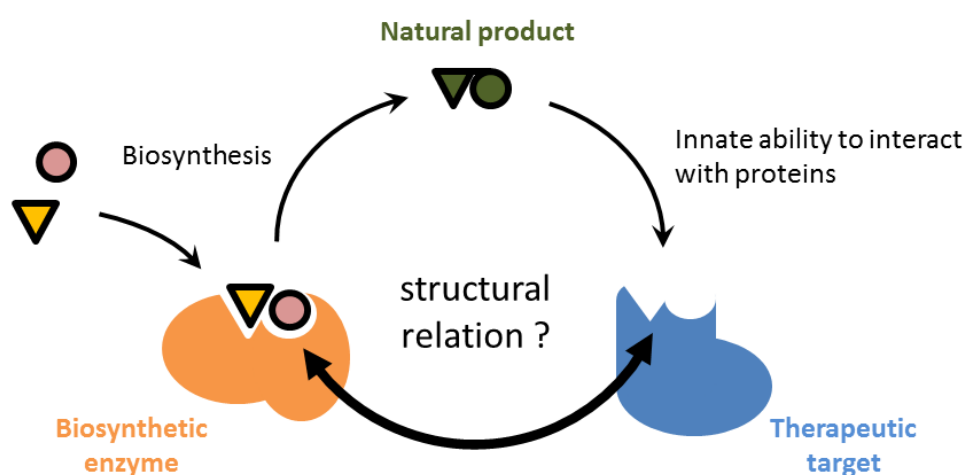 Natural product
Biosynthesis
Innate ability to interact
with proteins
structural
relation ?
Biosynthetic
enzyme
Therapeutic
target